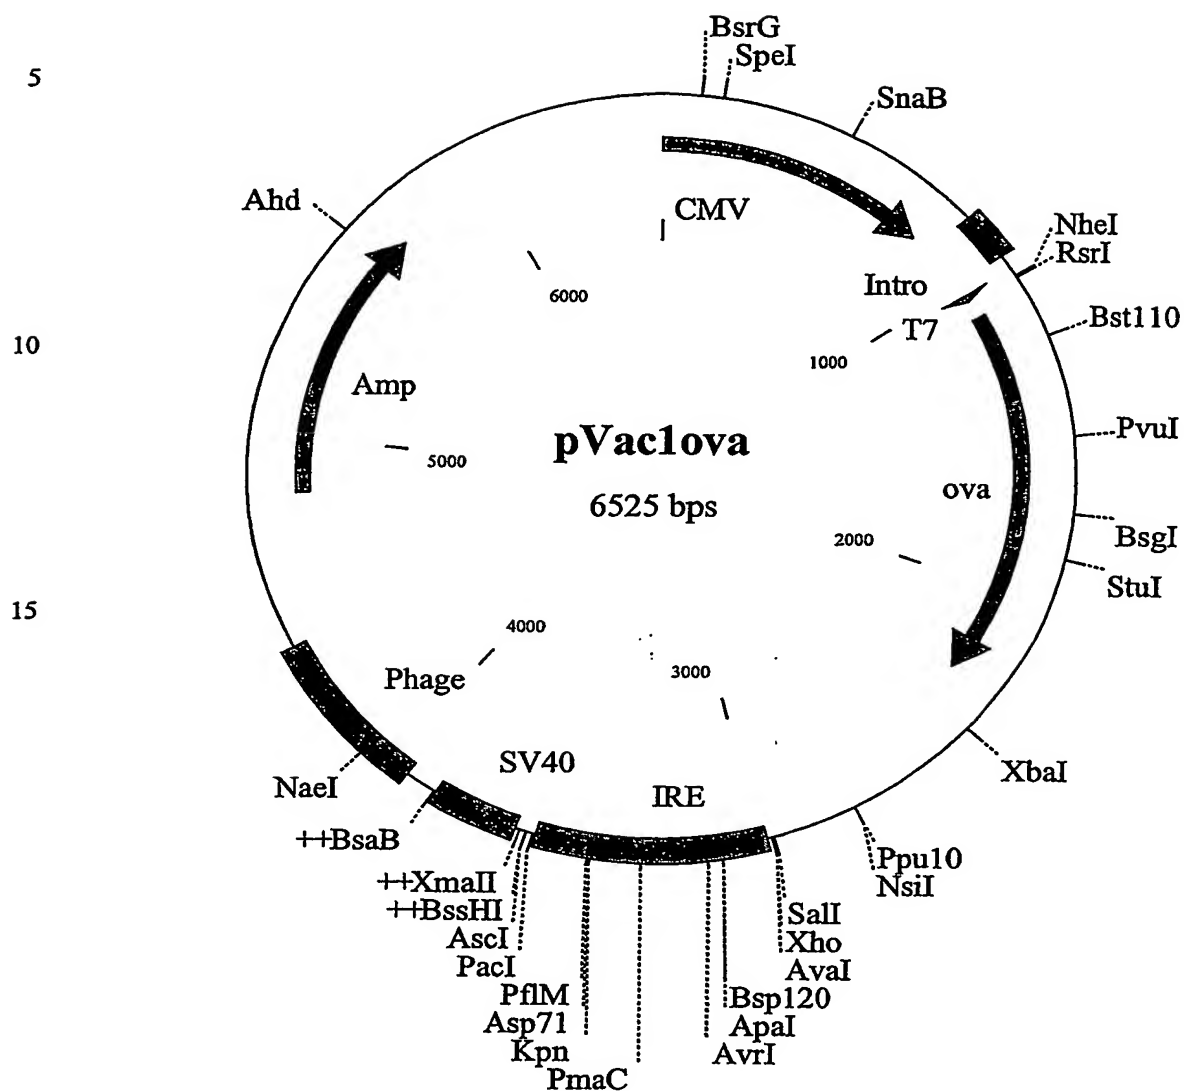 BsrG
5
SpeI
SnaB
Ahd
CMV
NheI
RsrI
Intro
6000
Bst110
T7
10
1000
Amp
PvuI
pVac1ova
5000
ova
6525 bps
BsgI
2000
StuI
15
4000
3000
Phage
SV40
XbaI
NaeI
IRE
++BsaB
Ppu10
++XmaII
NsiI
++BssHI
SalI
AscI
Xho
PacI
AvaI
PflM
Bsp120
Asp71
ApaI
Kpn
AvrI
PmaC